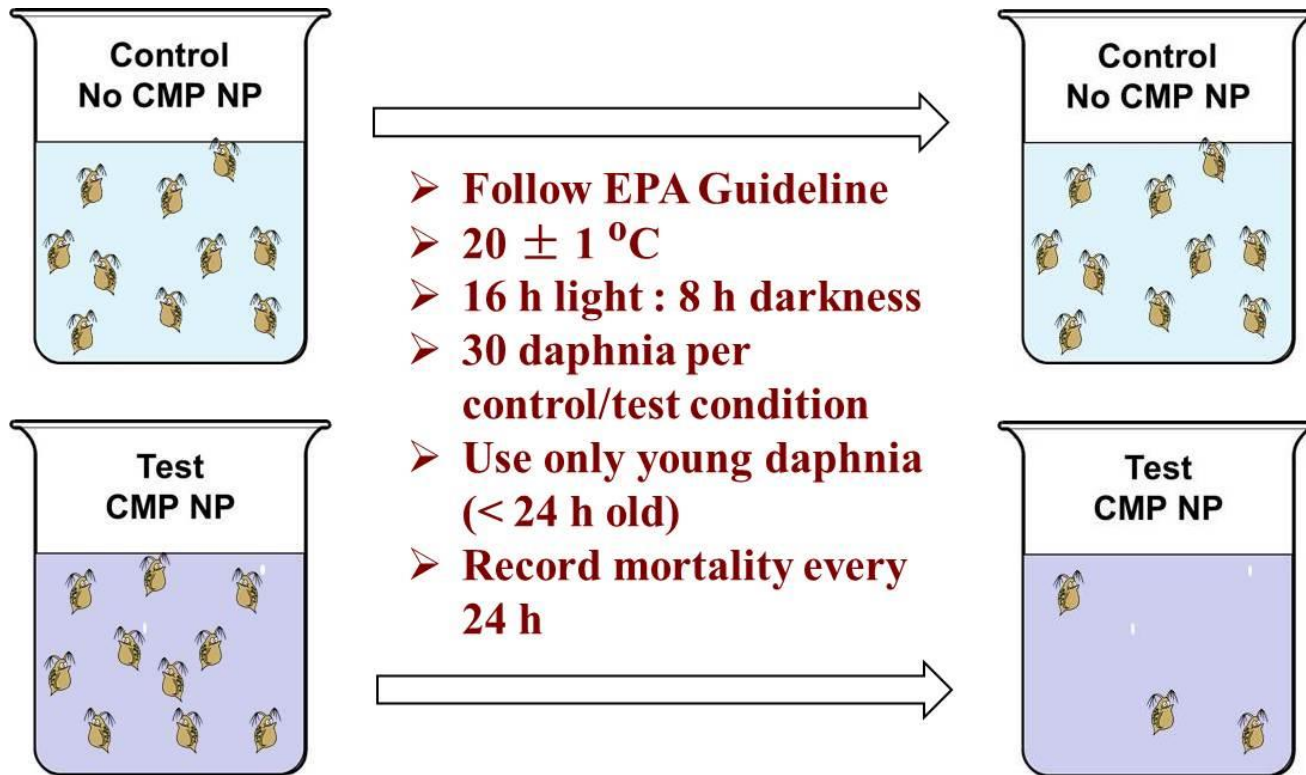 Control
No CMP NP
Control
No CMP NP
➢ Follow EPA Guideline
➢ 20 ± 1 °C
➢ 16 h light : 8 h darkness
➢ 30 daphnia per
control/test condition
➢ Use only young daphnia
(< 24 h old)
➢ Record mortality every
24 h
Test
CMP NP
Test
CMP NP